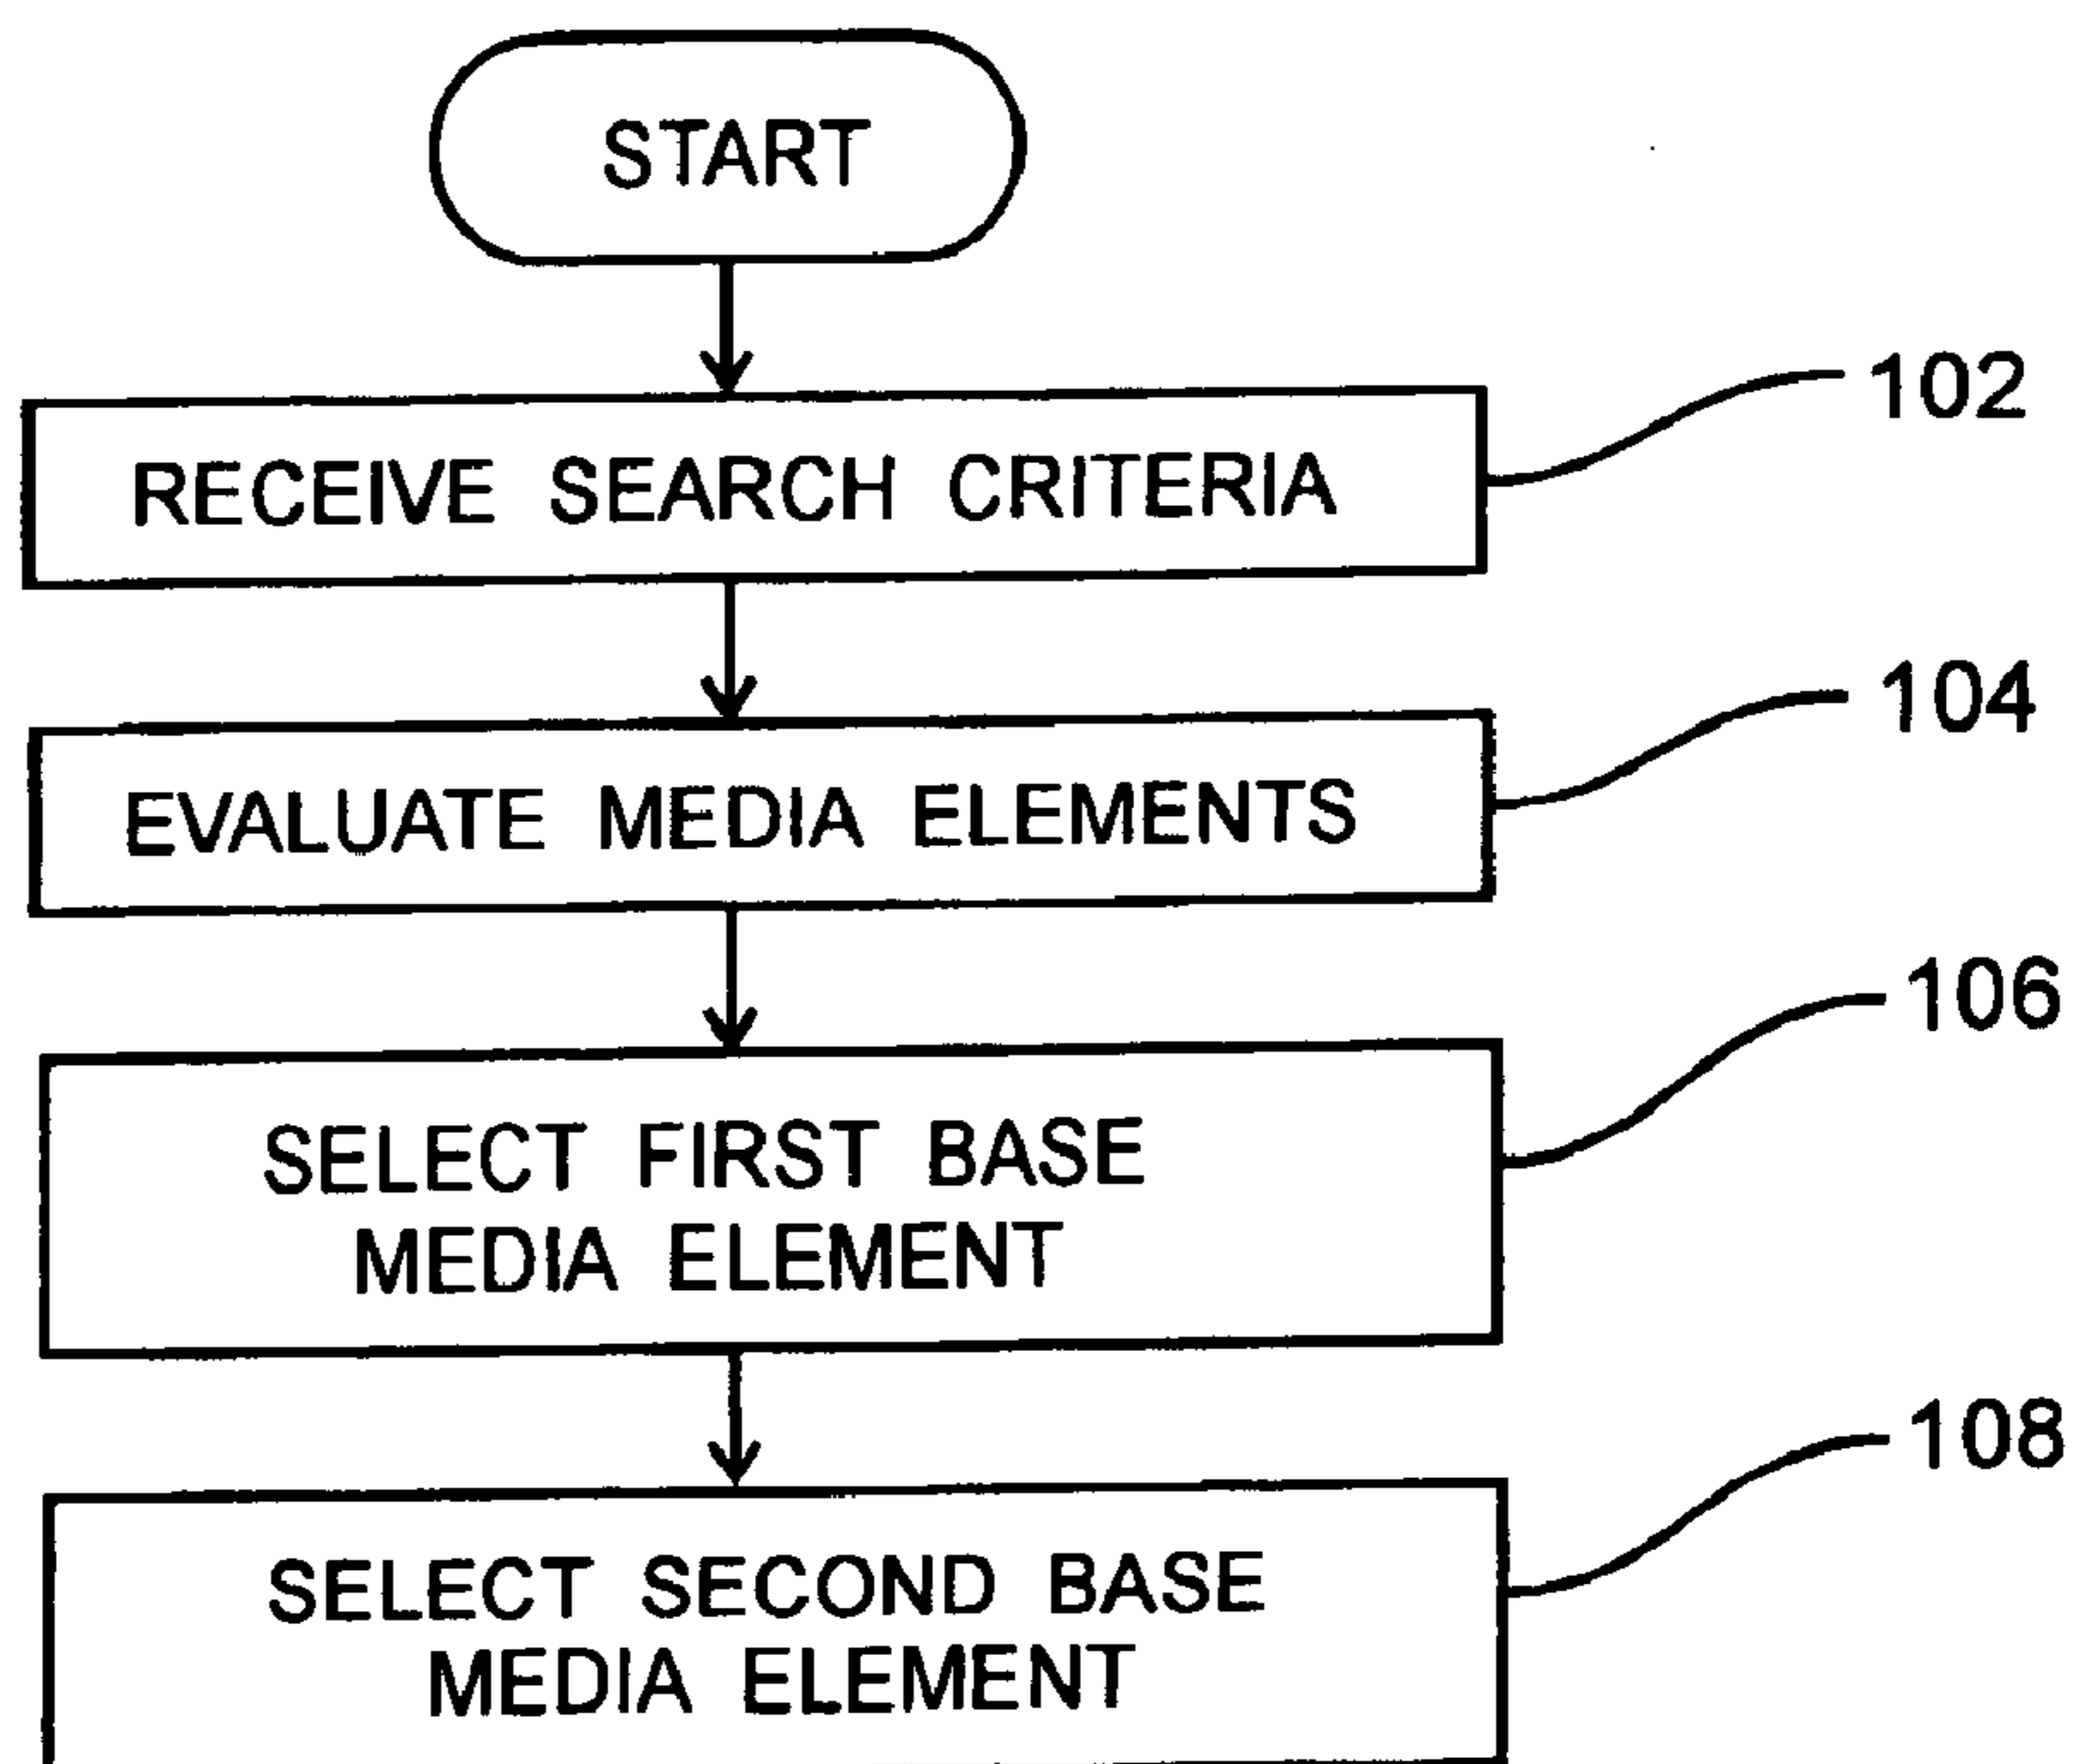 START
102
RECEIVE SEARCH CRITERIA
104
EVALUATE MEDIA ELEMENTS
106
SELECT FIRST BASE
MEDIA ELEMENT
108
SELECT SECOND BASE
MEDIA ELEMENT